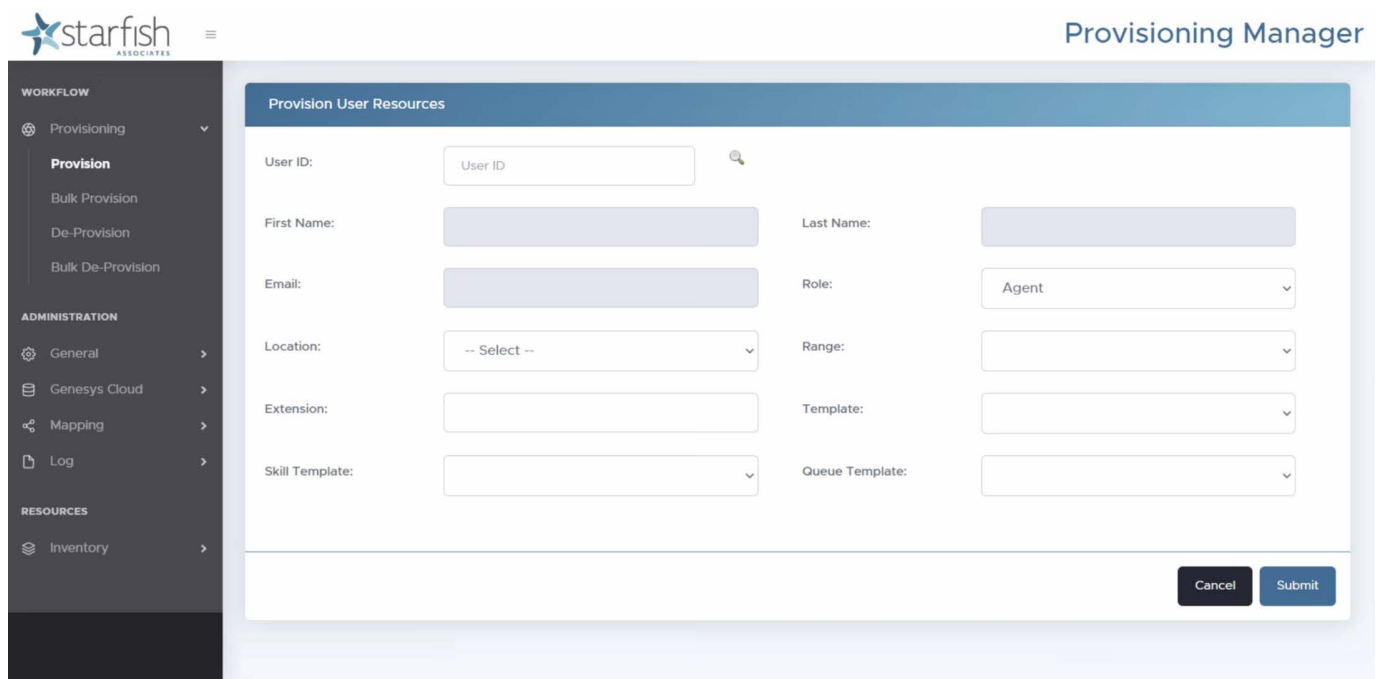 starfish
ASSOCIATES
Provisioning Manager
WORKFLOW
Provisioning
Provision
Bulk Provision
De-Provision
Bulk De-Provision
ADMINISTRATION
General
Genesys Cloud
Mapping
Log
RESOURCES
Inventory
Provision User Resources
User ID: User ID
First Name: Last Name:
Email: Role: Agent
Location: -- Select -- Range:
Extension: Template:
Skill Template: Queue Template:
Cancel Submit